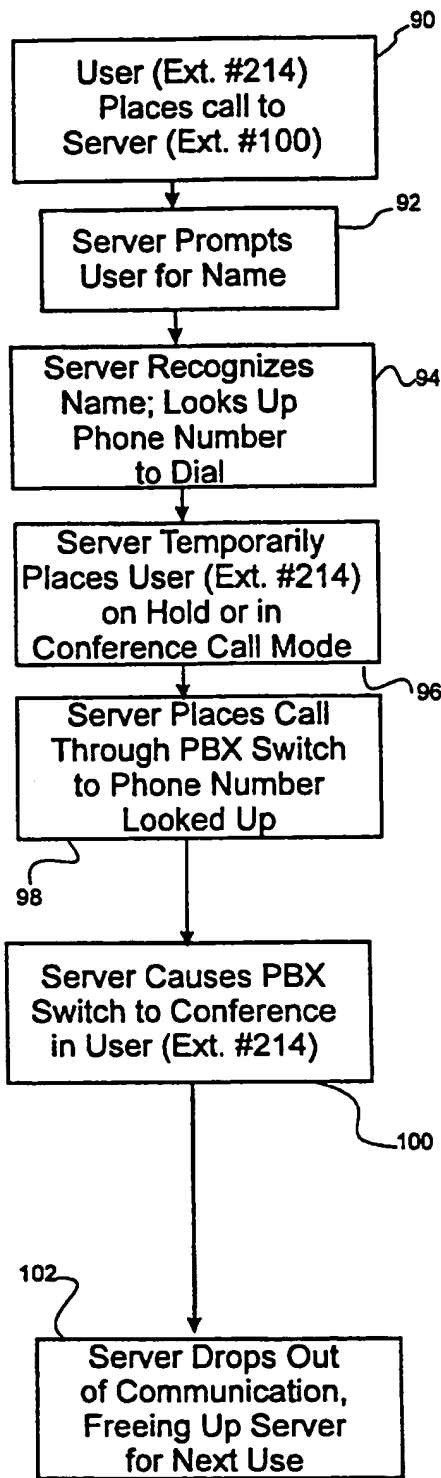 90
User (Ext. #214)
Places call to
Server (Ext. #100)
92
Server Prompts
User for Name
Server Recognizes
Name; Looks Up
Phone Number
to Dial
94
Server Temporarily
Places User (Ext. #214)
on Hold or in
Conference Call Mode
96
Server Places Call
Through PBX Switch
to Phone Number
Looked Up
98
Server Causes PBX
Switch to Conference
in User (Ext. #214)
100
102
Server Drops Out
of Communication,
Freeing Up Server
for Next Use